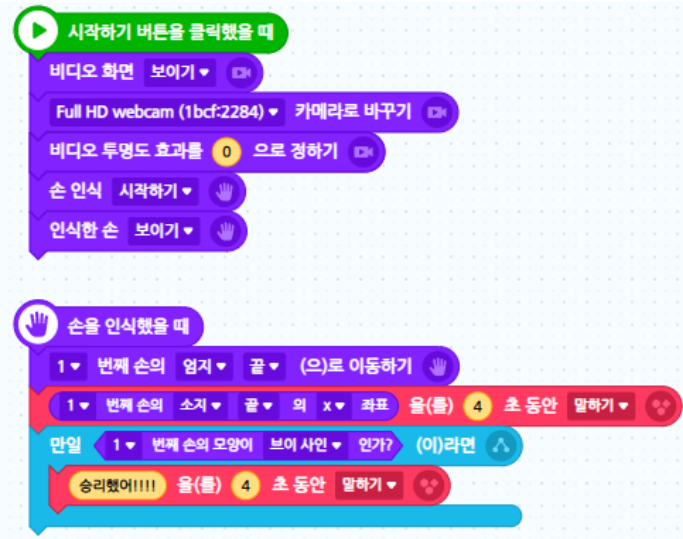 시작하기 버튼을 클릭했을 때
비디오 화면 보이기
Full HD webcam (1bcf:2284) 카메라로 바꾸기
비디오 투명도 효과를 0 으로 정하기
손 인식 시작하기
인식한 손 보이기
손을 인식했을 때
1 번째 손의 엄지 끝 (으)로 이동하기
1 번째 손의 소지 끝 의 x 좌표 을(를) 4 초 동안 말하기
만일 1 번째 손의 모양이 브이 사인 인가? (이)라면
승리했어!!!! 을(를) 4 초 동안 말하기